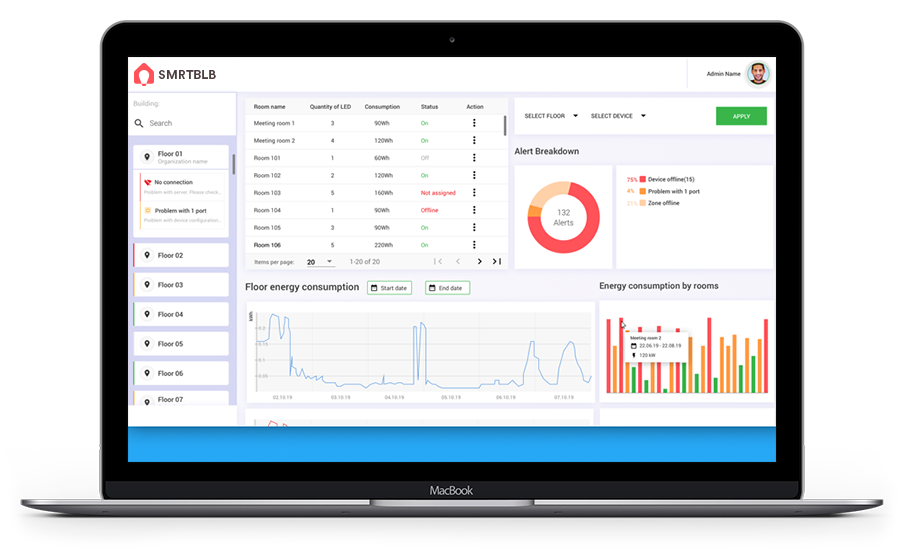 SMRTBLB
Admin Name
Building:
Search
Floor 01
Organization name
No connection
Problem with server. Please check...
Problem with 1 port
Problem with device configuration...
Floor 02
Floor 03
Floor 04
Floor 05
Floor 06
Floor 07
Room name Quantity of LED Consumption Status Action
Meeting room 1 3 90Wh On
Meeting room 2 4 120Wh On
Room 101 1 60Wh Off
Room 102 2 120Wh On
Room 103 5 160Wh Not assigned
Room 104 1 90Wh Offline
Room 105 3 90Wh On
Room 106 5 220Wh On
Items per page: 20 1-20 of 20
SELECT FLOOR SELECT DEVICE APPLY
Alert Breakdown
132
Alerts
75% Device offline(15)
4% Problem with 1 port
21% Zone offline
Floor energy consumption Start date End date
kWh
0.2
0.15
0.05
02.10.19 03.10.19 04.10.19 05.10.19 06.10.19 07.10.19
Energy consumption by rooms
Meeting room 2
22.06.19 - 22.08.19
120 kW
MacBook